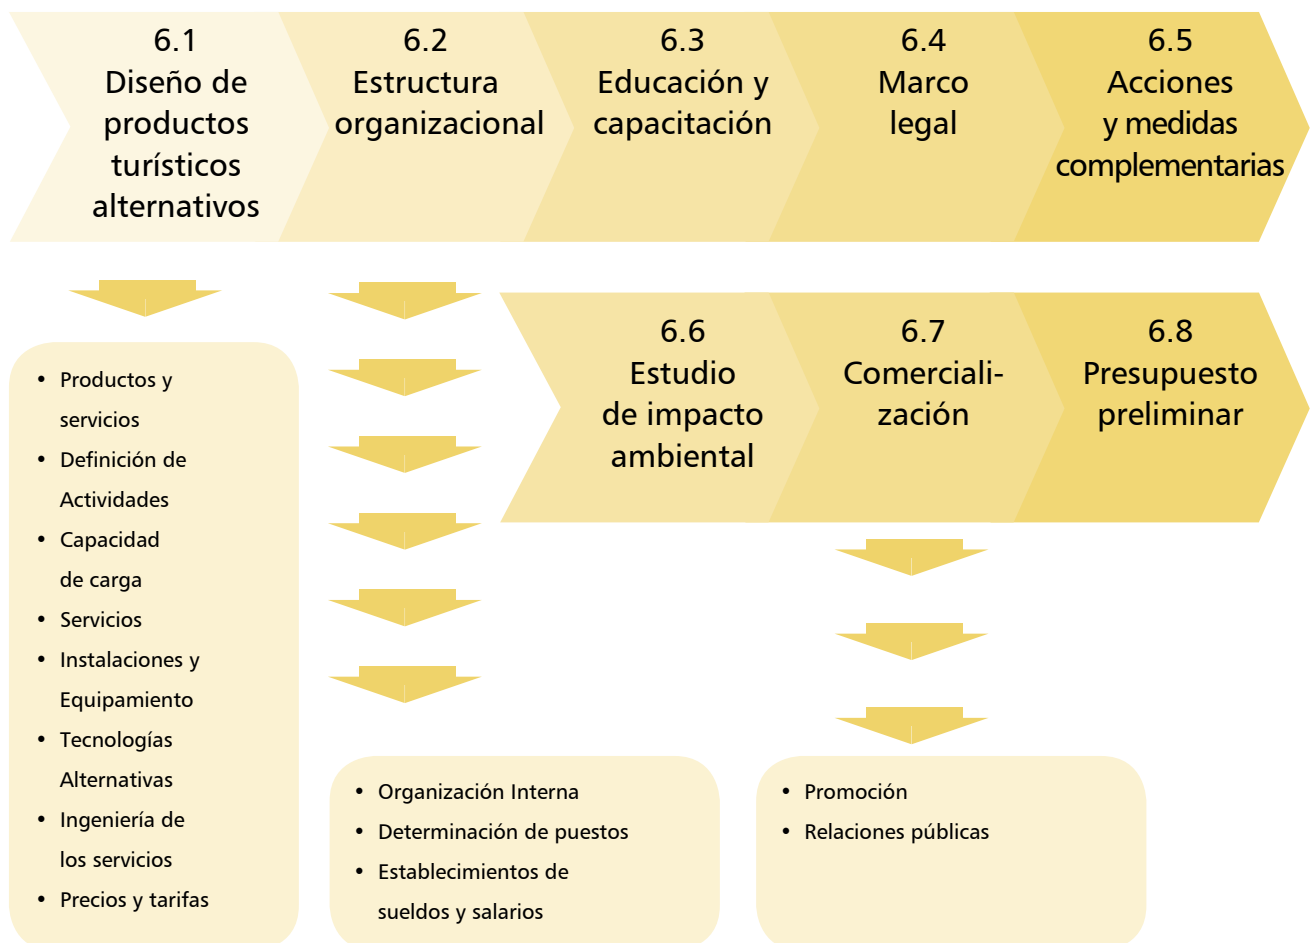 6.1
Diseño de
productos
turísticos
alternativos
6.2
Estructura
organizacional
6.3
Educación y
capacitación
6.4
Marco
legal
6.5
Acciones
y medidas
complementarias
6.6
Estudio
de impacto
ambiental
6.7
Comerciali-
zación
6.8
Presupuesto
preliminar
• Productos y
servicios
• Definición de
Actividades
• Capacidad
de carga
• Servicios
• Instalaciones y
Equipamiento
• Tecnologías
Alternativas
• Ingeniería de
los servicios
• Precios y tarifas
• Organización Interna
• Determinación de puestos
• Establecimientos de
sueldos y salarios
• Promoción
• Relaciones públicas